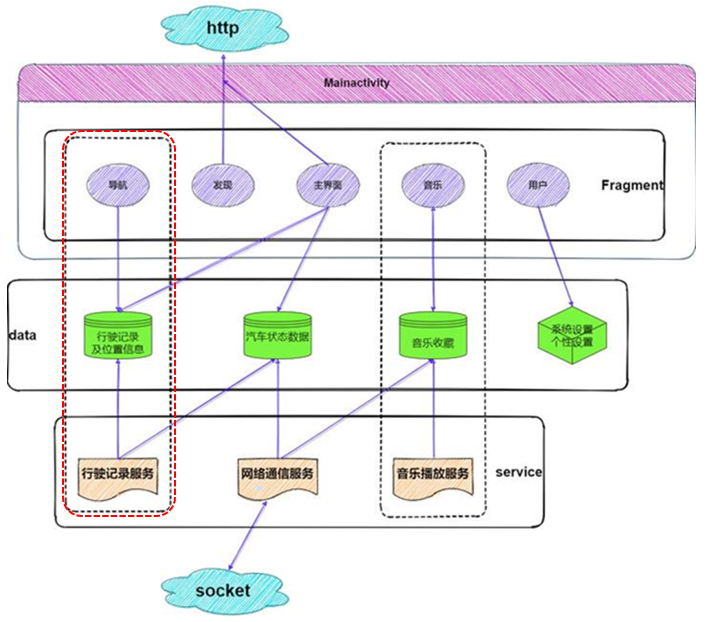 http
Mainactivity
导航
发现
主界面
音乐
用户
Fragment
data
行驶记录
及位置信息
汽车状态数据
音乐收藏
系统设置
个性设置
行驶记录服务
网络通信服务
音乐播放服务
service
socket